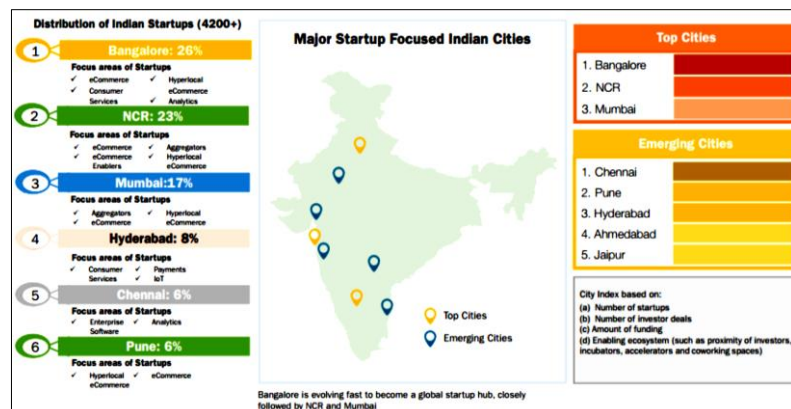 Distribution of Indian Startups (4200+)
1 Bangalore: 26%
Focus areas of Startups
✓ eCommerce ✓ Hyperlocal
✓ Consumer eCommerce
Services ✓ Analytics
2 NCR: 23%
Focus areas of Startups
✓ eCommerce ✓ Aggregators
✓ eCommerce ✓ Hyperlocal
Enablers eCommerce
3 Mumbai:17%
Focus areas of Startups
✓ Aggregators ✓ Hyperlocal
✓ eCommerce eCommerce
4 Hyderabad: 8%
Focus areas of Startups
✓ Consumer ✓ Payments
Services ✓ IoT
5 Chennai: 6%
Focus areas of Startups
✓ Enterprise ✓ Analytics
Software
6 Pune: 6%
Focus areas of Startups
✓ Hyperlocal ✓ eCommerce
eCommerce
Major Startup Focused Indian Cities
Top Cities
Emerging Cities
Bangalore is evolving fast to become a global startup hub, closely
followed by NCR and Mumbai
Top Cities
1. Bangalore
2. NCR
3. Mumbai
Emerging Cities
1. Chennai
2. Pune
3. Hyderabad
4. Ahmedabad
5. Jaipur
City Index based on:
(a) Number of startups
(b) Number of investor deals
(c) Amount of funding
(d) Enabling ecosystem (such as proximity of investors,
incubators, accelerators and coworking spaces)